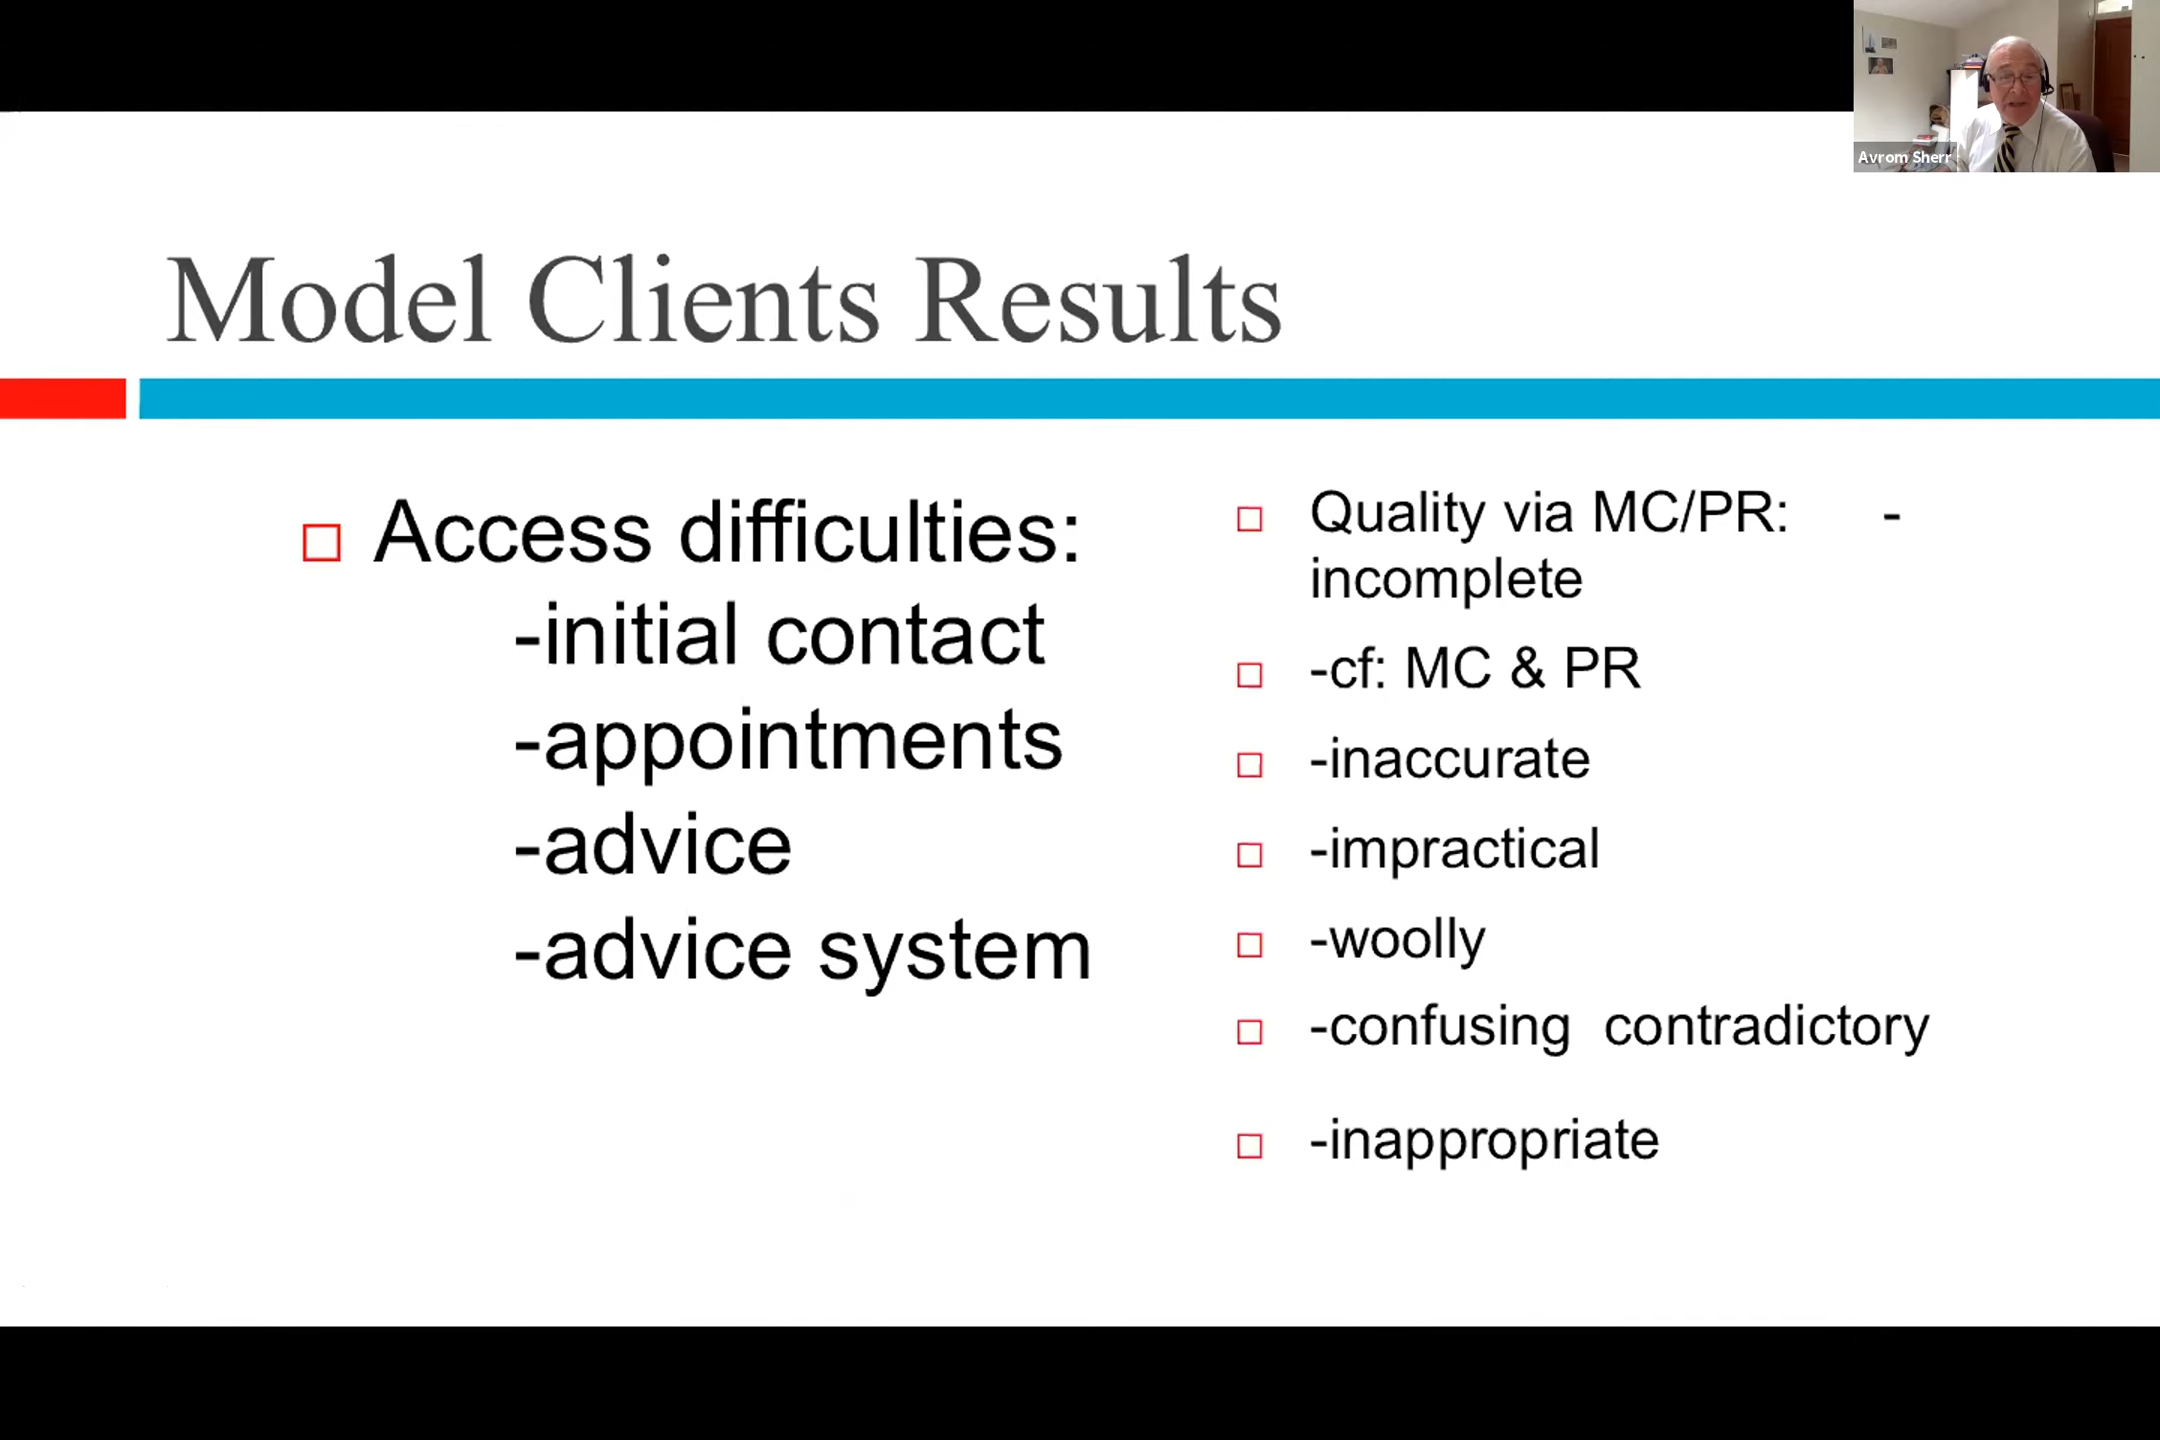 Avrom Sherr
Model Clients Results
Access difficulties:
-initial contact
-appointments
-advice
-advice system
Quality via MC/PR: -
incomplete
-cf: MC & PR
-inaccurate
-impractical
-woolly
-confusing contradictory
-inappropriate